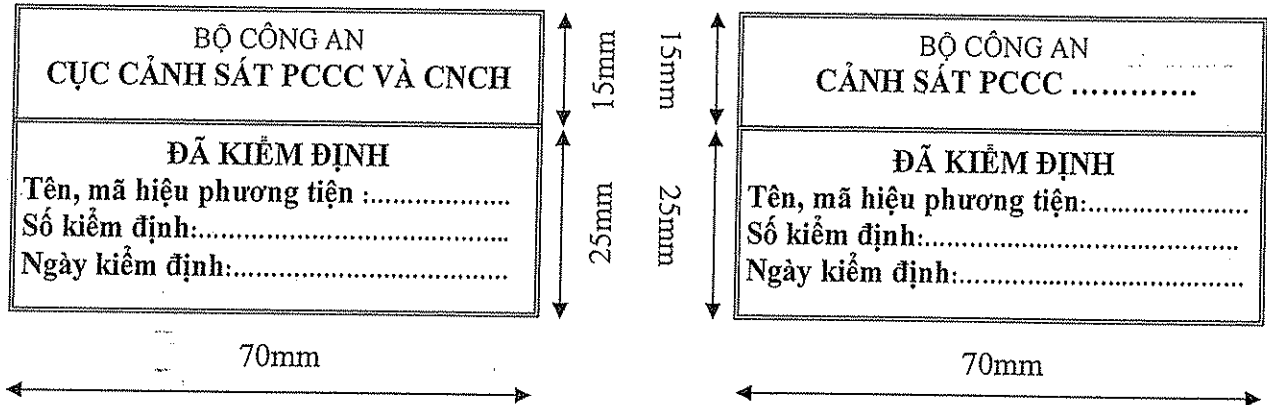 BỘ CÔNG AN
CỤC CẢNH SÁT PCCC VÀ CNCH
ĐÃ KIỂM ĐỊNH
Tên, mã hiệu phương tiện :...................
Số kiểm định:..........................................
Ngày kiểm định:.....................................
15mm
25mm
70mm
15mm
25mm
BỘ CÔNG AN
CẢNH SÁT PCCC .............
ĐÃ KIỂM ĐỊNH
Tên, mã hiệu phương tiện:......................
Số kiểm định:..........................................
Ngày kiểm định:.......................................
70mm